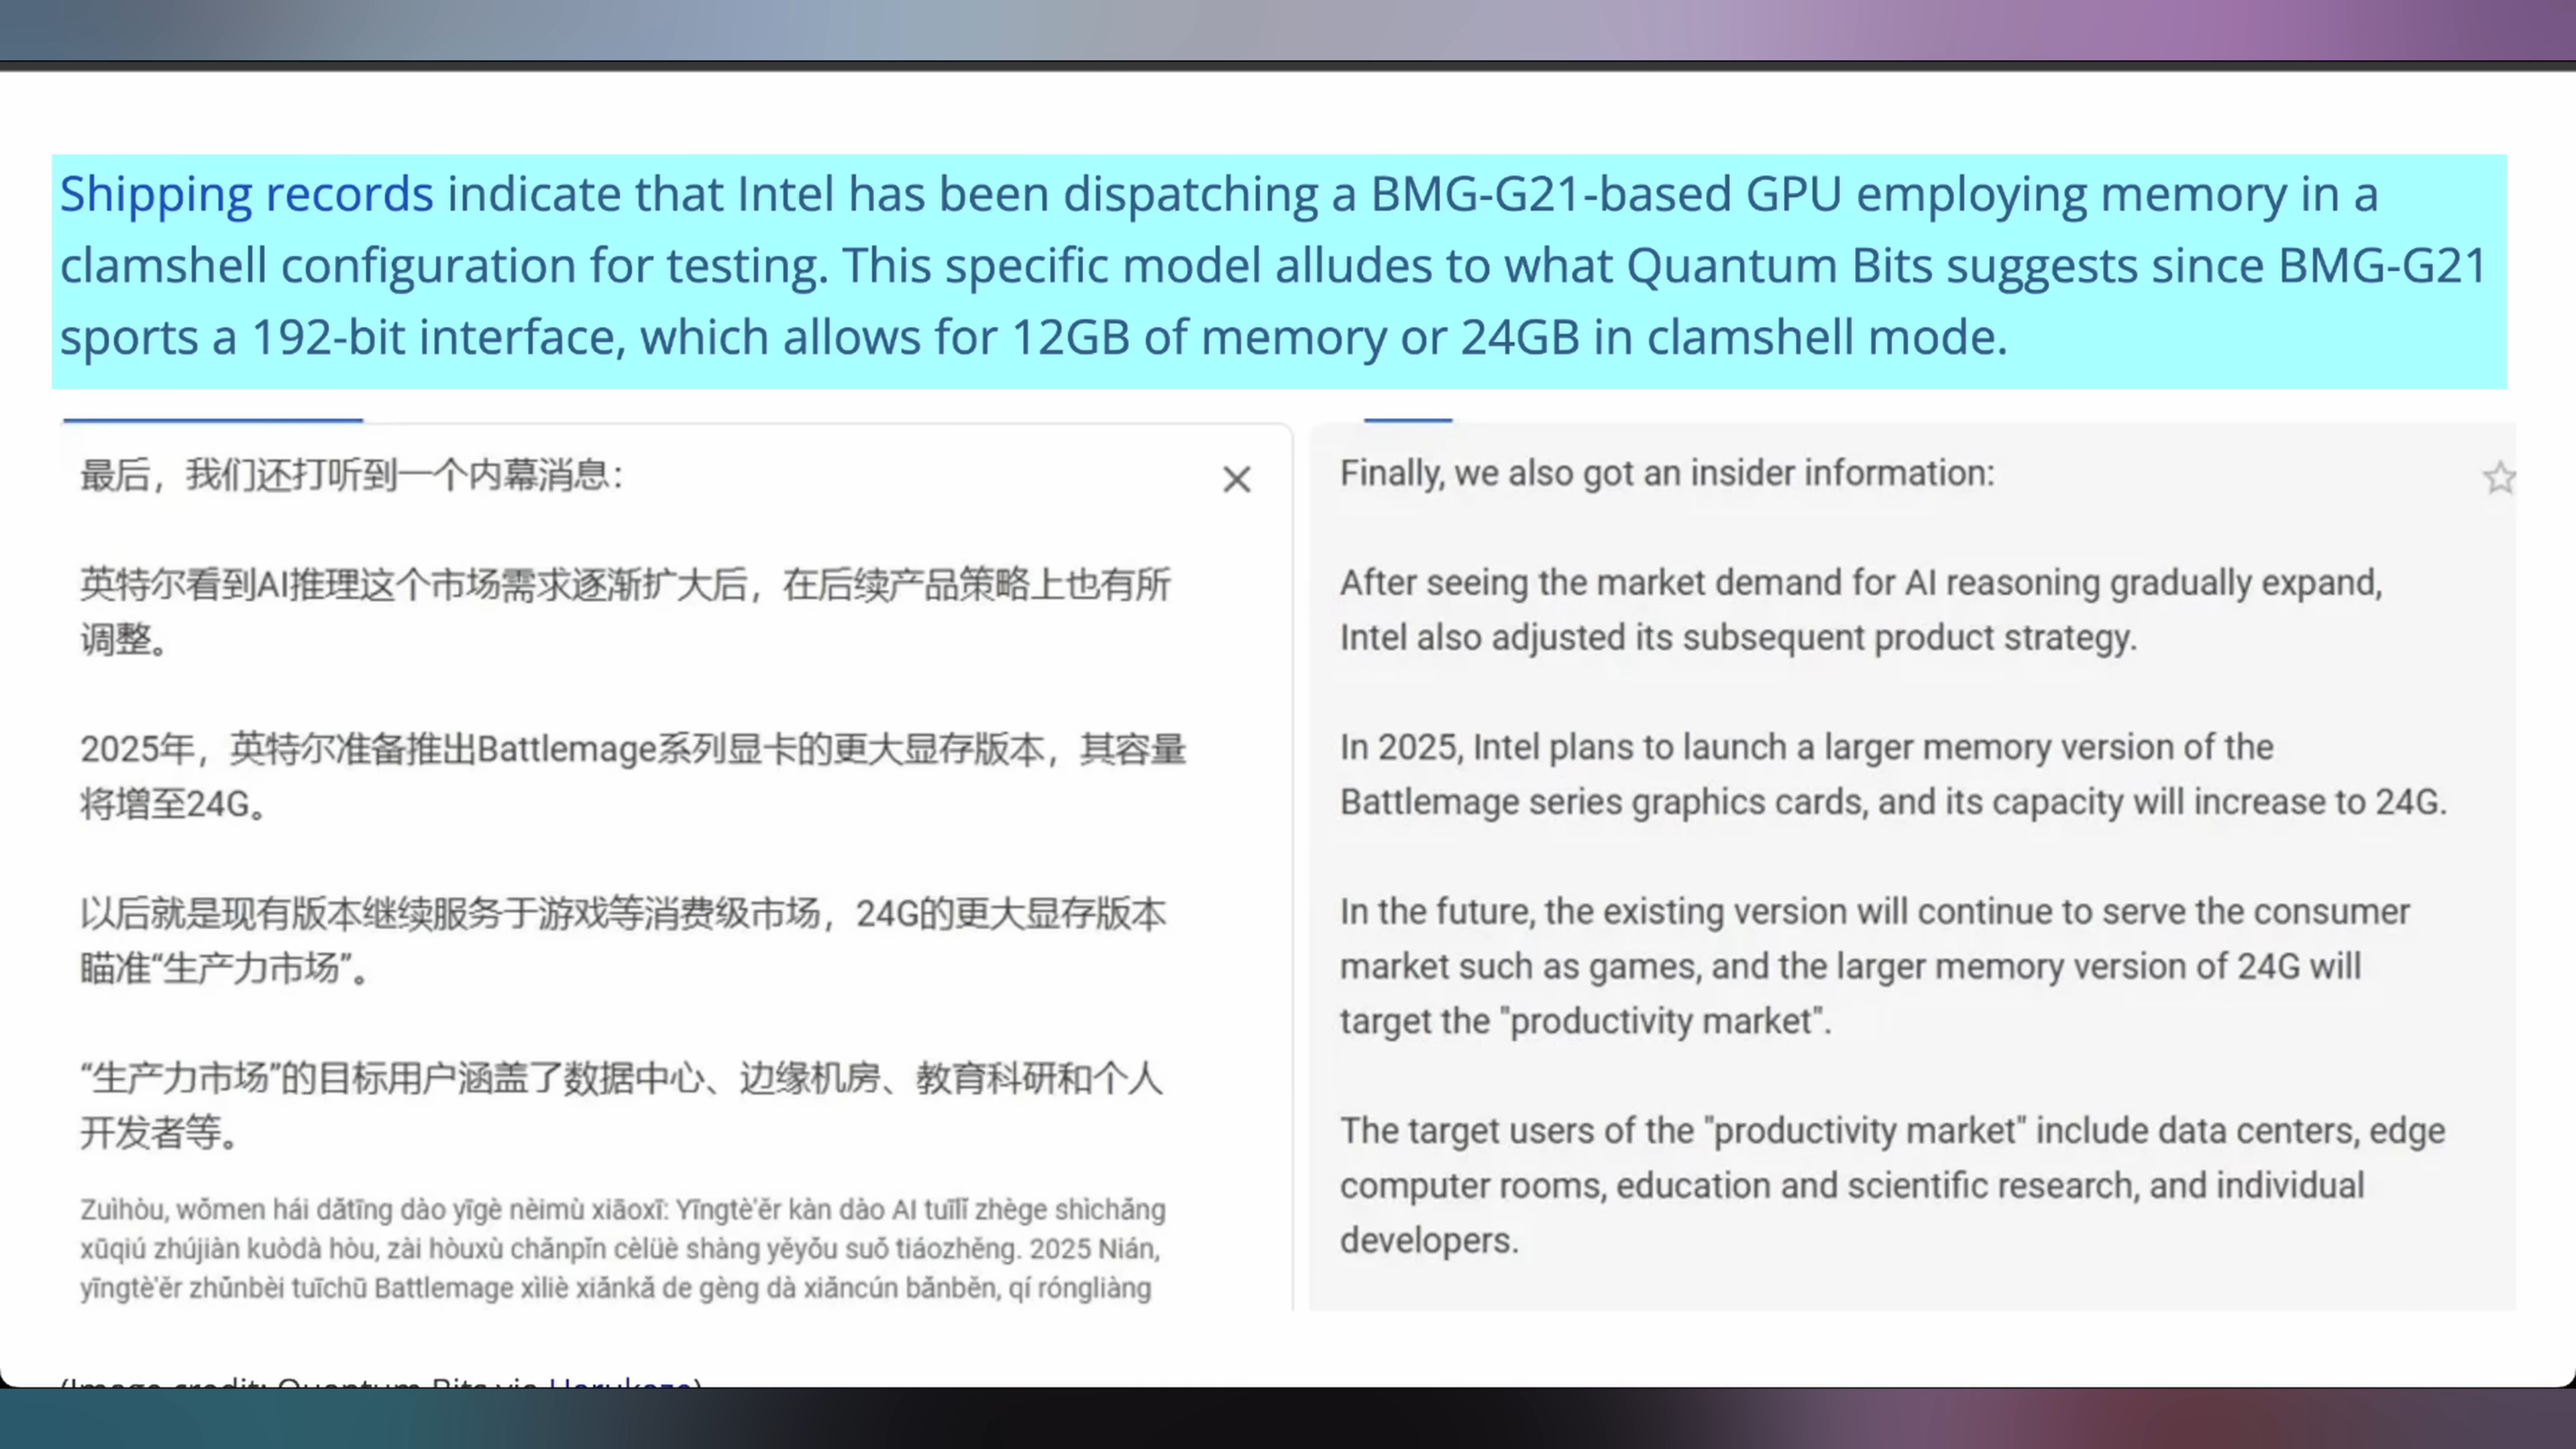 Shipping records indicate that Intel has been dispatching a BMG-G21-based GPU employing memory in a
clamshell configuration for testing. This specific model alludes to what Quantum Bits suggests since BMG-G21
sports a 192-bit interface, which allows for 12GB of memory or 24GB in clamshell mode.
最后，我们还打听到一个内幕消息：
英特尔看到AI推理这个市场需求逐渐扩大后，在后续产品策略上也有所
调整。
2025年，英特尔准备推出Battlemage系列显卡的更大显存版本，其容量
将增至24G。
以后就是现有版本继续服务于游戏等消费级市场，24G的更大显存版本
瞄准“生产力市场”。
“生产力市场”的目标用户涵盖了数据中心、边缘机房、教育科研和个人
开发者等。
Zuìhòu, wǒmen hái dǎtīng dào yīgè nèimù xiāoxī: Yīngtè'ěr kàn dào AI tuīlǐ zhège shìchǎng
xūqiú zhújiàn kuòdà hòu, zài hòuxù chǎnpǐn cèlüè shàng yěyǒu suǒ tiáozhěng. 2025 Nián,
yīngtè'ěr zhǔnbèi tuīchū Battlemage xìliè xiǎnkǎ de gèng dà xiǎncún bǎnběn, qí róngliàng
Finally, we also got an insider information:
After seeing the market demand for AI reasoning gradually expand,
Intel also adjusted its subsequent product strategy.
In 2025, Intel plans to launch a larger memory version of the
Battlemage series graphics cards, and its capacity will increase to 24G.
In the future, the existing version will continue to serve the consumer
market such as games, and the larger memory version of 24G will
target the "productivity market".
The target users of the "productivity market" include data centers, edge
computer rooms, education and scientific research, and individual
developers.
(Image credit: Quantum Bits via Harukaze)